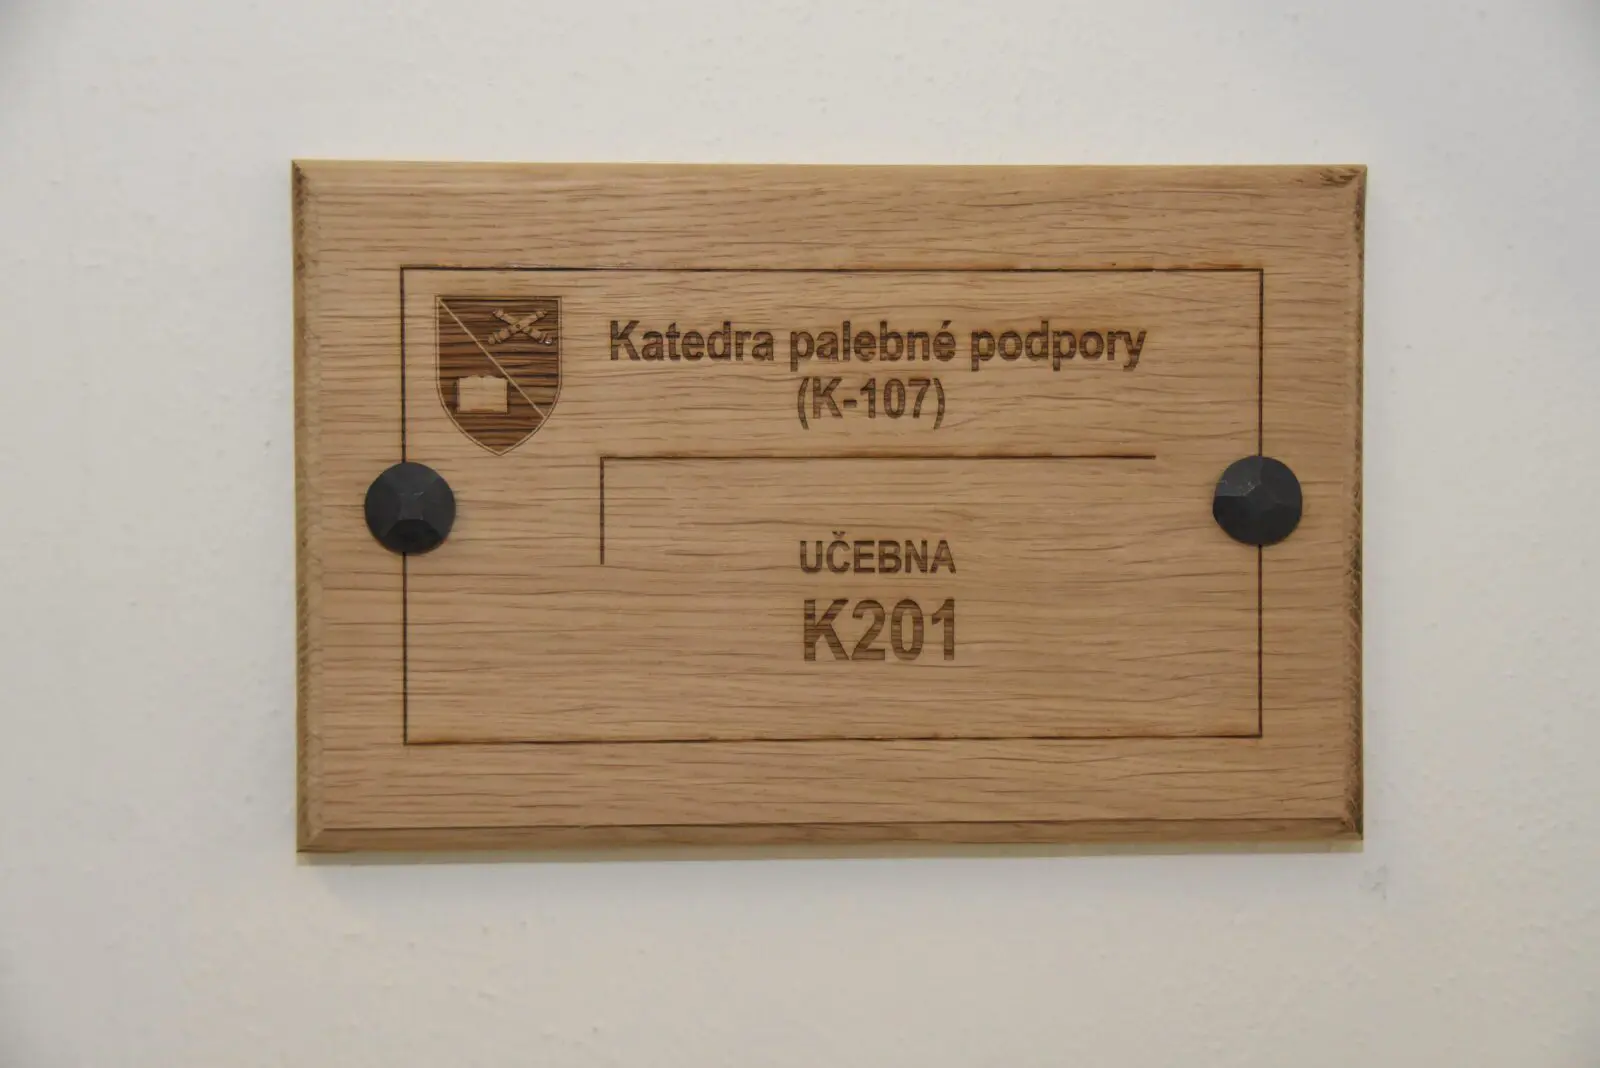 Katedra palebné podpory
(K-107)
UČEBNA
K201